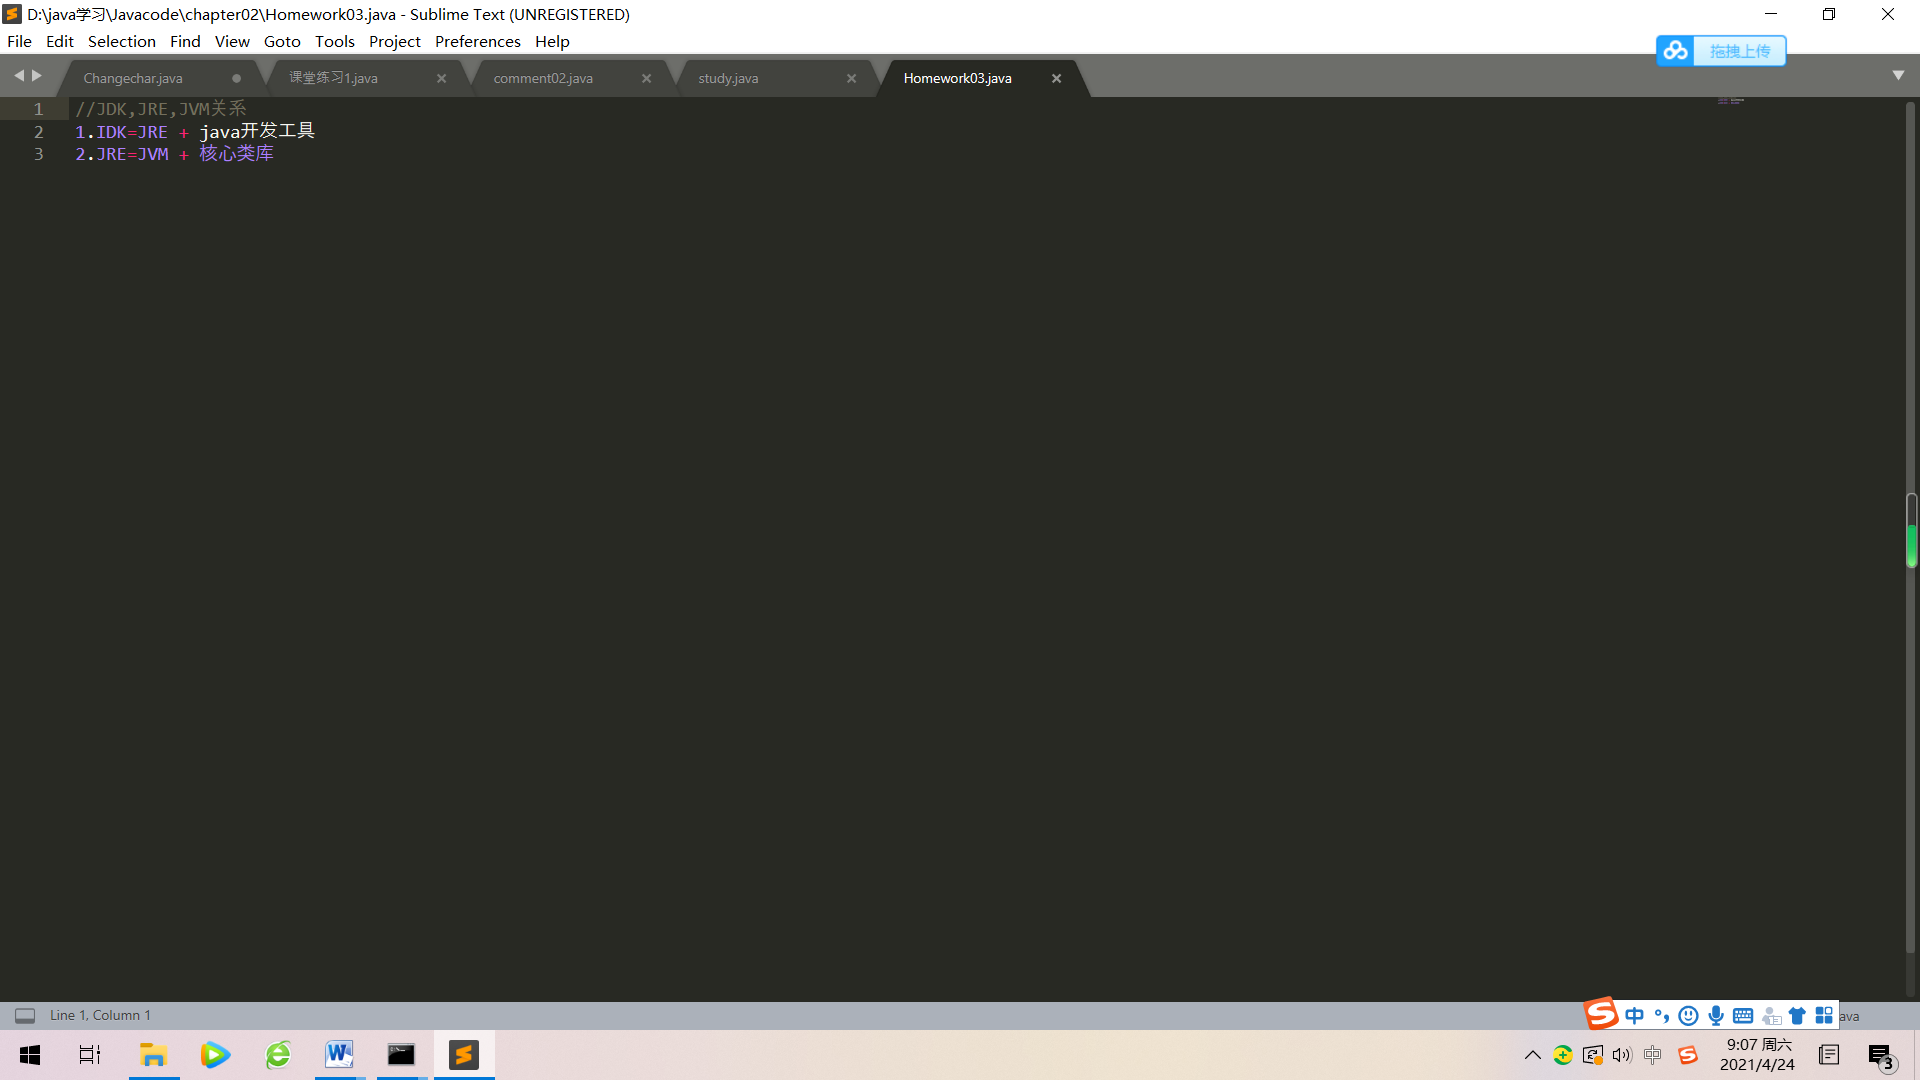 D:\java学习\Javacode\chapter02\Homework03.java - Sublime Text (UNREGISTERED)
File Edit Selection Find View Goto Tools Project Preferences Help
拖拽上传
Changechar.java 课堂练习1.java comment02.java study.java Homework03.java
1 //JDK,JRE,JVM关系
2 1.IDK=JRE + java开发工具
3 2.JRE=JVM + 核心类库
Line 1, Column 1
中
ava
中
9:07 周六
2021/4/24
3